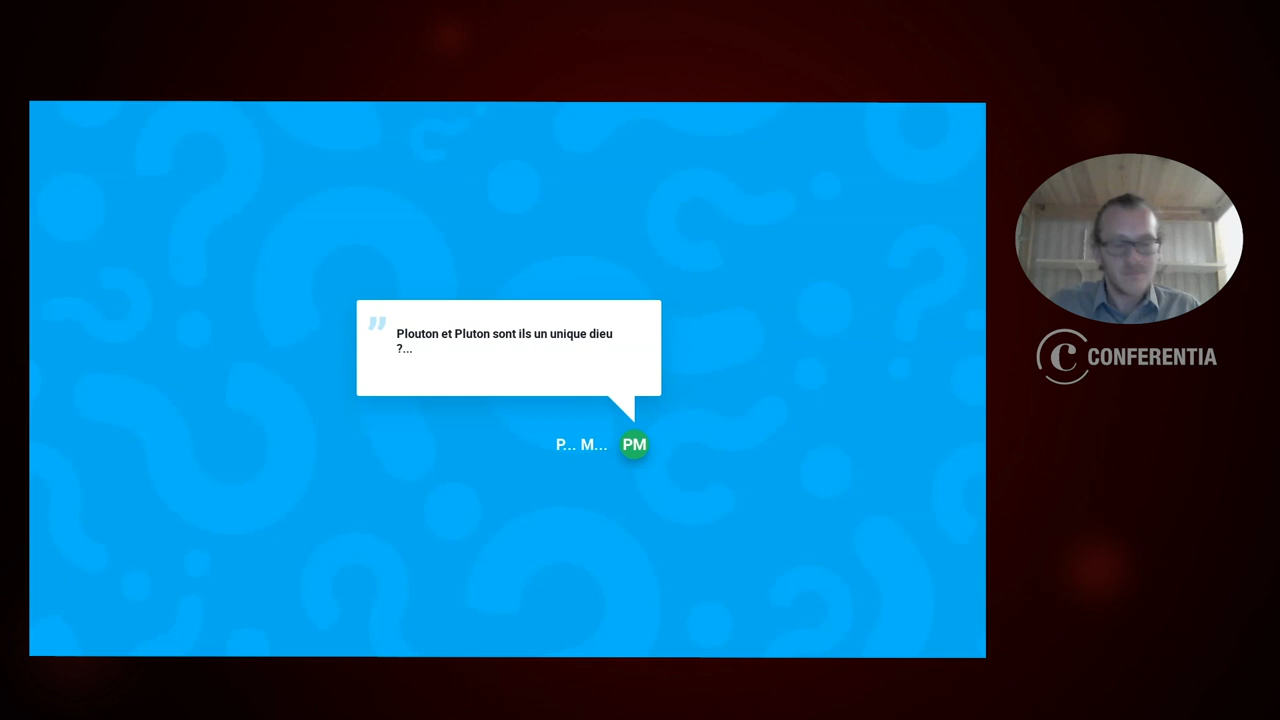 Plouton et Pluton sont ils un unique dieu
?...
P... M...
PM
C CONFERENTIA